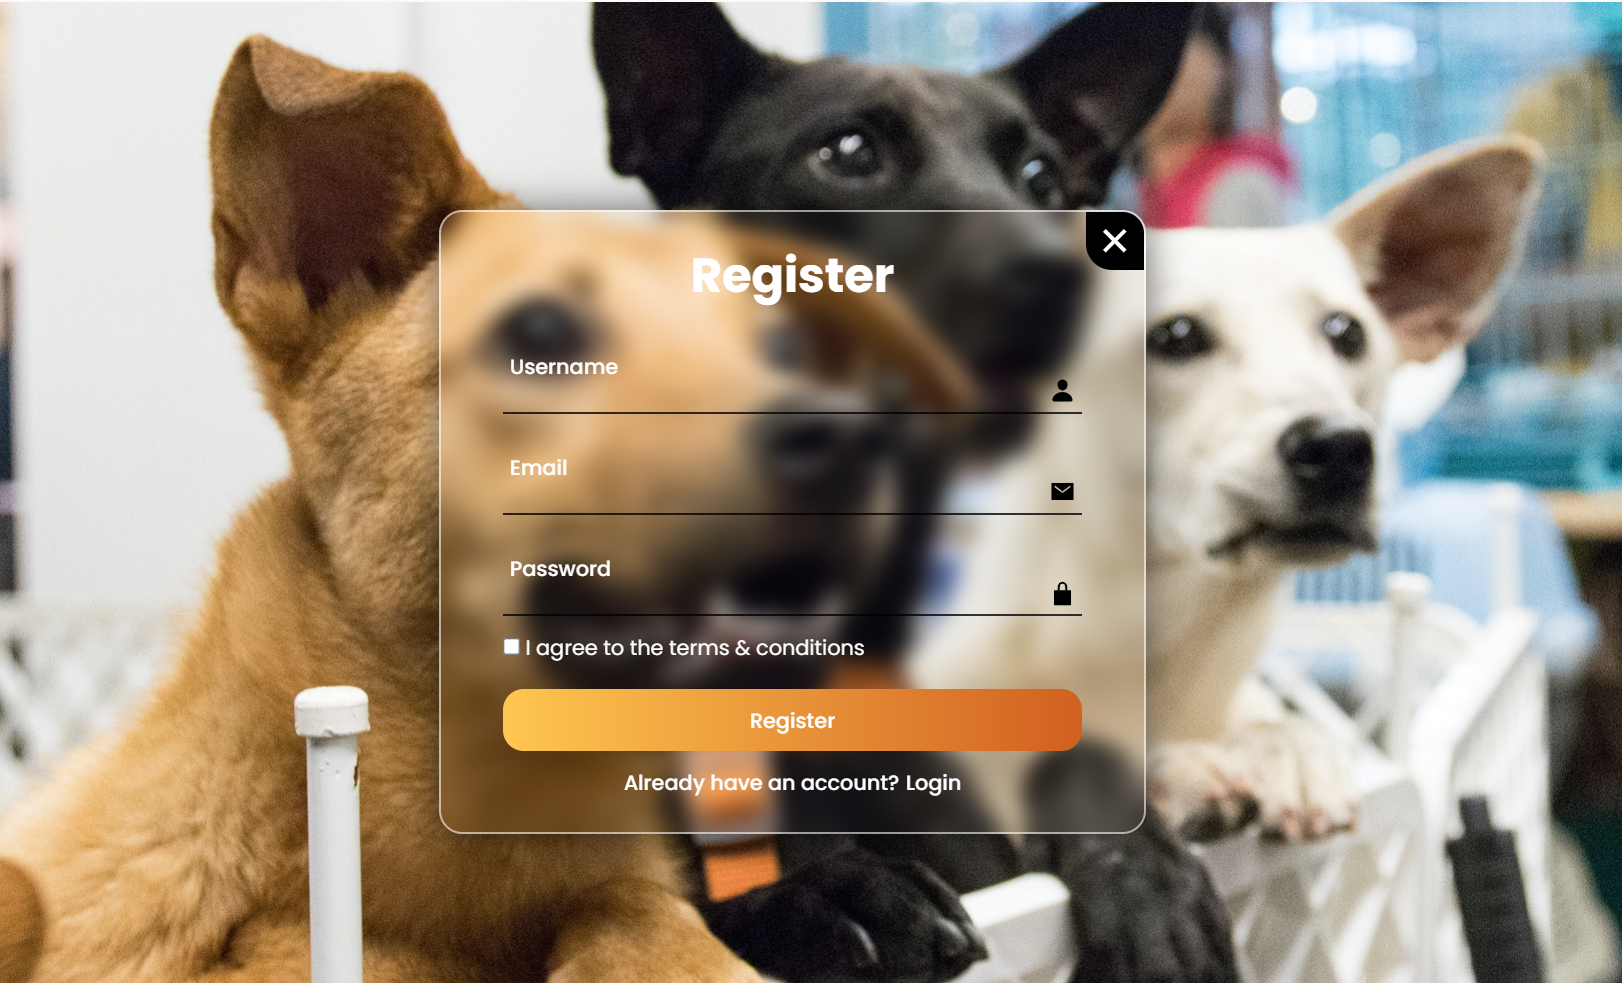 Register
Username
Email
Password
I agree to the terms & conditions
Register
Already have an account? Login